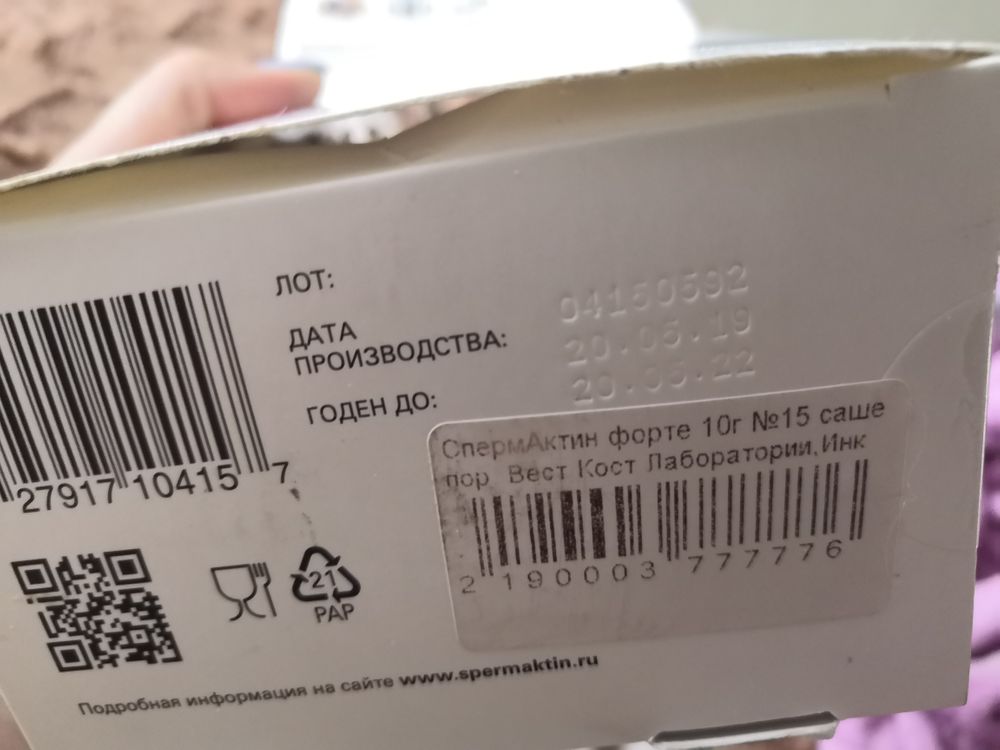 ЛОТ:
04150592
ДАТА
ПРОИЗВОДСТВА:
20.05.19
ГОДЕН ДО:
20.05.22
СпермАктин форте 10г №15 саше
пор Вест Кост Лаборатории,Инк
27917 10415 7
2 190003 777776
21
PAP
Подробная информация на сайте www.spermaktin.ru